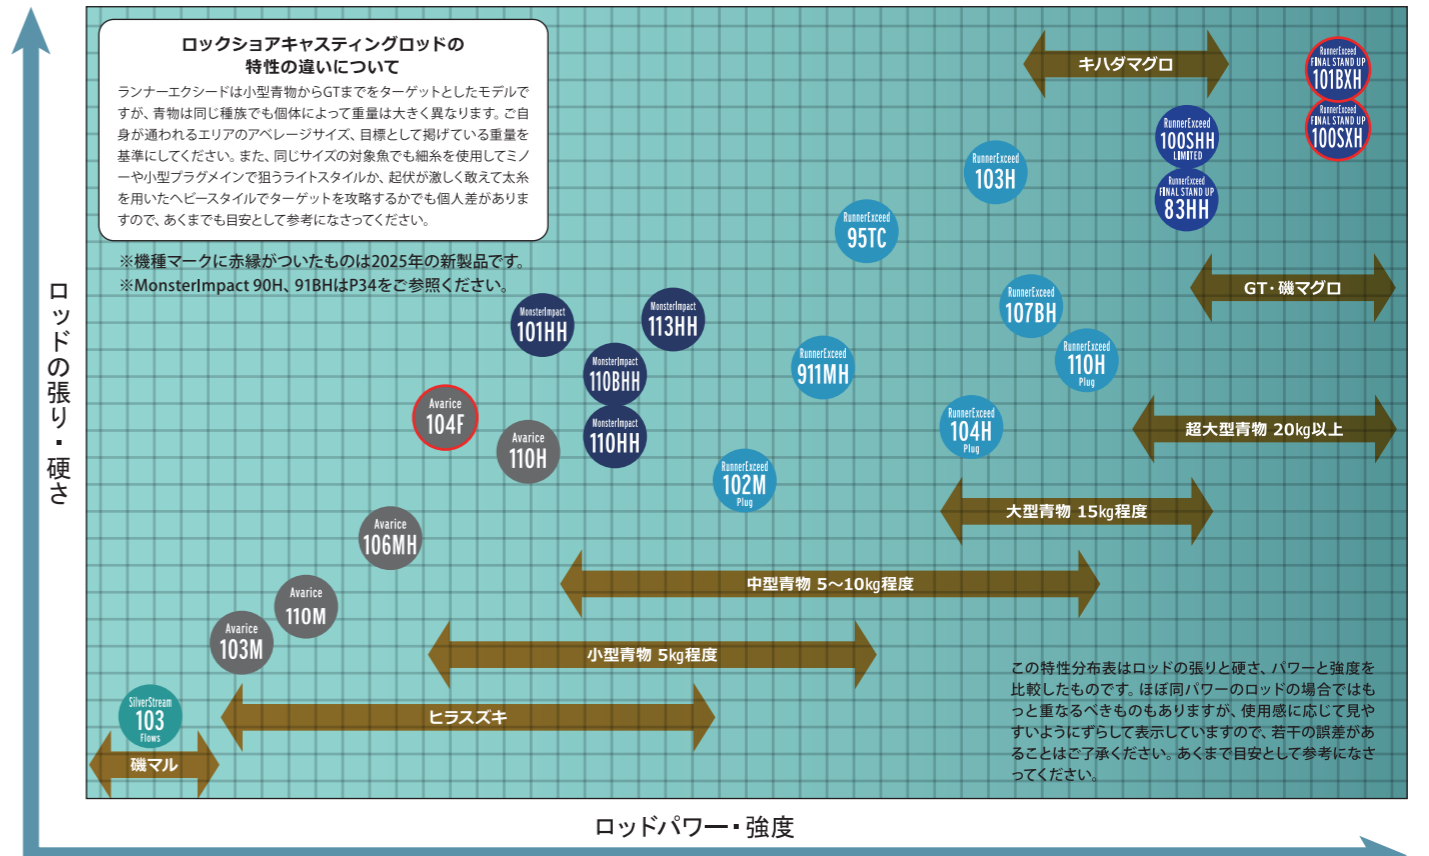 ロックショアキャスティングロッドの
特性の違いについて
ランナーエクシードは小型青物からGTまでをターゲットとしたモデルで
すが、青物は同じ種族でも個体によって重量は大きく異なります。ご自
身が通われるエリアのアベレージサイズ、目標として掲げている重量を
基準にしてください。また、同じサイズの対象魚でも細糸を使用してミノ
ーや小型プラグメインで狙うライトスタイルか、起伏が激しく敢えて太糸
を用いたヘビースタイルでターゲットを攻略するかでも個人差がありま
すので、あくまでも目安として参考になさってください。
※機種マークに赤縁がついたものは2025年の新製品です。
※MonsterImpact 90H、91BHはP34をご参照ください。
キハダマグロ
RunnerExceed
FINAL STAND UP
101BXH
RunnerExceed
FINAL STAND UP
100SXH
RunnerExceed
100SHH
LIMITED
RunnerExceed
FINAL STAND UP
83HH
RunnerExceed
103H
RunnerExceed
95TC
GT・磯マグロ
RunnerExceed
107BH
MonsterImpact
101HH
MonsterImpact
113HH
RunnerExceed
110H
Plug
RunnerExceed
911MH
MonsterImpact
110BHH
MonsterImpact
110HH
Avarice
104F
Avarice
110H
RunnerExceed
104H
Plug
超大型青物 20kg以上
RunnerExceed
102M
Plug
大型青物 15kg程度
Avarice
106MH
中型青物 5〜10kg程度
Avarice
110M
Avarice
103M
小型青物 5kg程度
SilverStream
103
Flows
ヒラスズキ
磯マル
この特性分布表はロッドの張りと硬さ、パワーと強度を
比較したものです。ほぼ同パワーのロッドの場合ではも
っと重なるべきものもありますが、使用感に応じて見や
すいようにずらして表示していますので、若干の誤差があ
ることはご了承ください。あくまで目安として参考になさ
ってください。
ロッドの張り・硬さ
ロッドパワー・強度